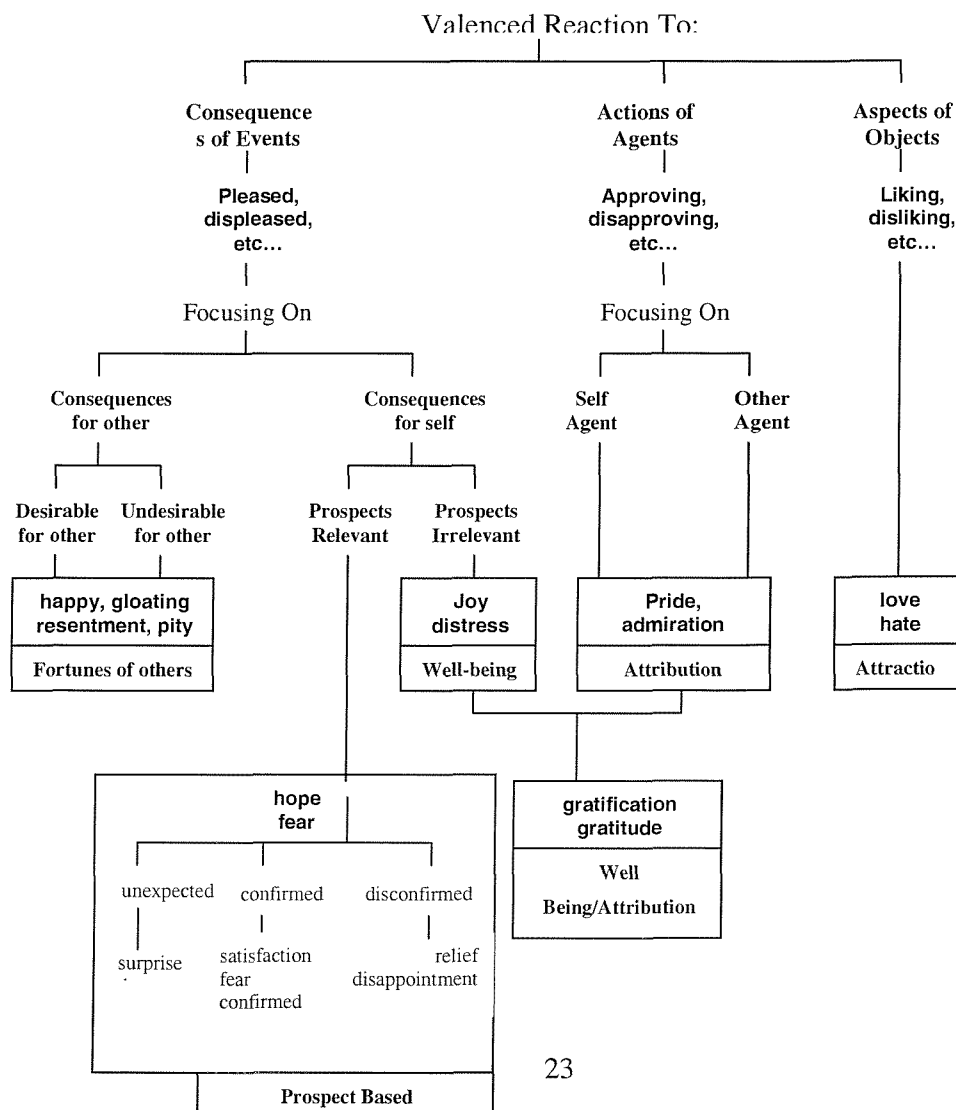 Valenced Reaction To:
Consequence
s of Events
Actions of
Agents
Aspects of
Objects
Pleased,
displeased,
etc...
Approving,
disapproving,
etc...
Liking,
disliking,
etc...
Focusing On
Focusing On
Consequences
for other
Consequences
for self
Self
Agent
Other
Agent
Desirable
for other
Undesirable
for other
Prospects
Relevant
Prospects
Irrelevant
happy, gloating
resentment, pity
Fortunes of others
Joy
distress
Well-being
Pride,
admiration
Attribution
love
hate
Attractio
hope
fear
unexpected
confirmed
disconfirmed
surprise
satisfaction
fear
confirmed
relief
disappointment
Prospect Based
gratification
gratitude
Well
Being/Attribution
23